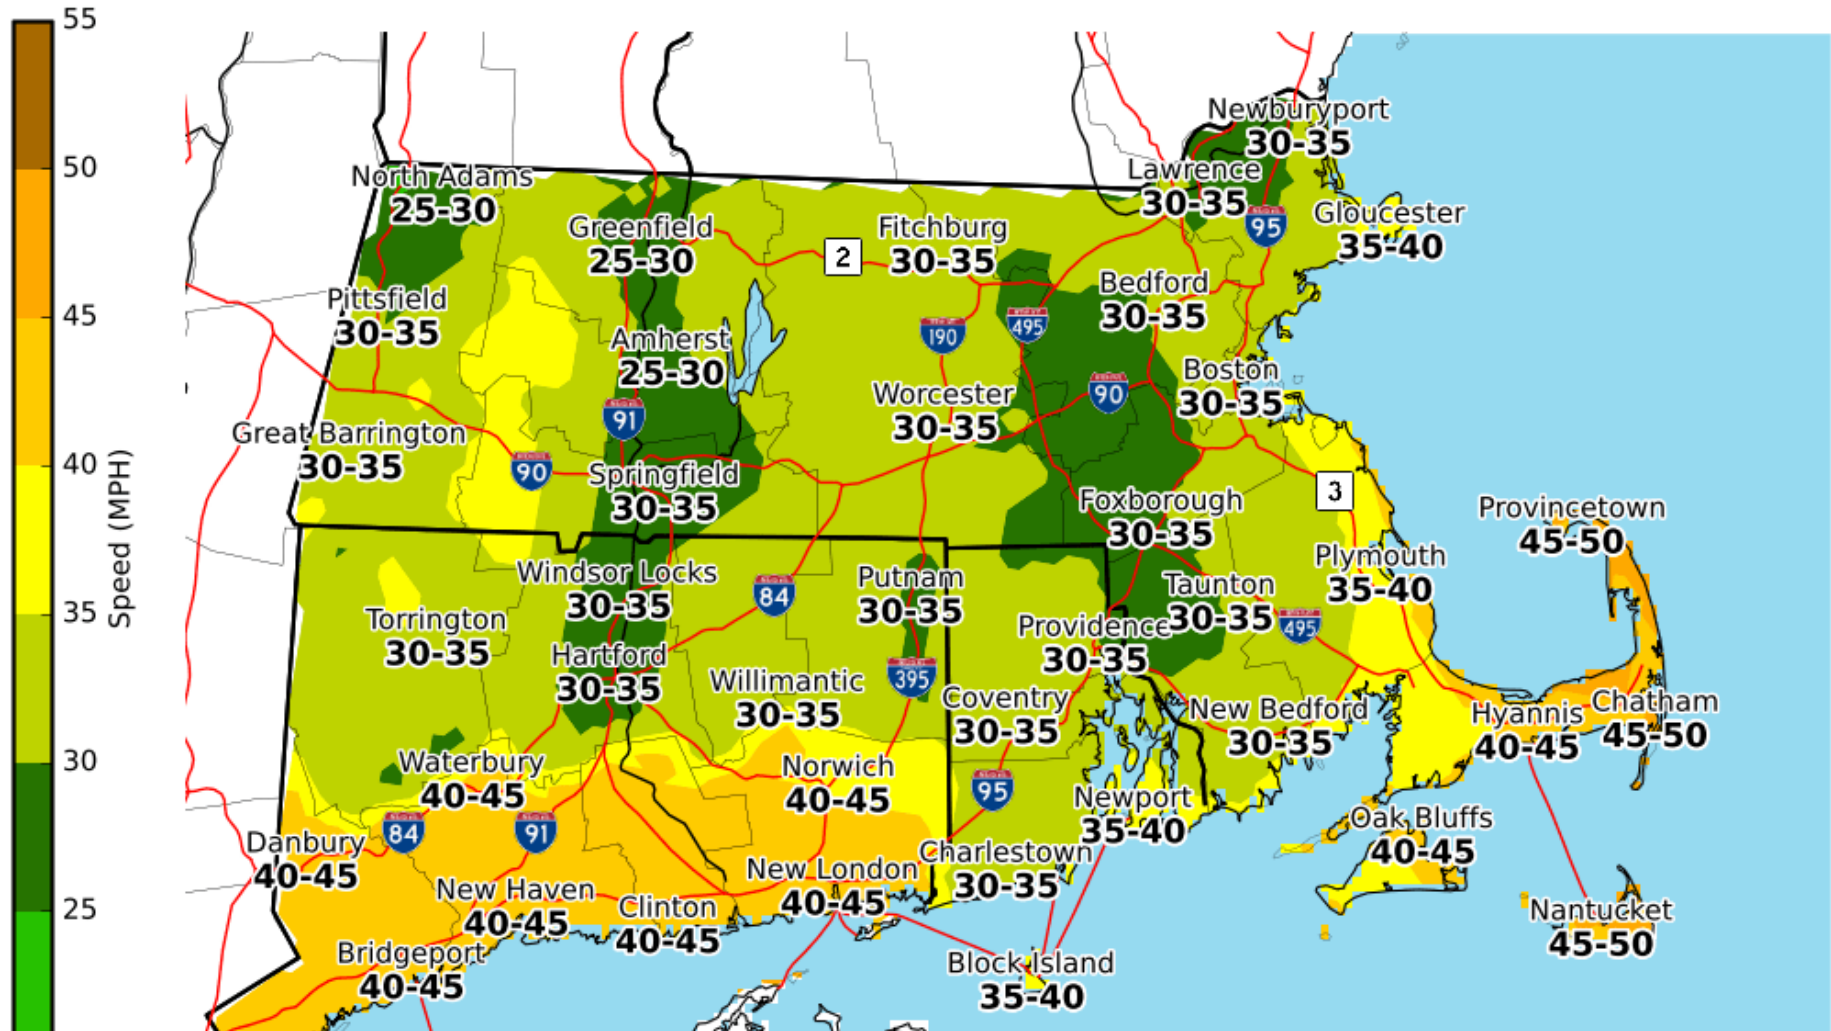 55
50
45
40
35
30
25
Speed (MPH)
Newburyport
30-35
Lawrence
30-35
95
Gloucester
35-40
North Adams
25-30
Greenfield
25-30
2
Fitchburg
30-35
Bedford
30-35
Pittsfield
30-35
Amherst
25-30
190
495
Boston
30-35
Worcester
30-35
90
91
Great Barrington
30-35
90
Springfield
30-35
Foxborough
30-35
3
Provincetown
45-50
Plymouth
35-40
Windsor Locks
30-35
84
Putnam
30-35
Taunton
30-35
495
Torrington
30-35
Providence
30-35
Hartford
30-35
Willimantic
30-35
395
Coventry
30-35
New Bedford
30-35
Hyannis
40-45
Chatham
45-50
Waterbury
40-45
Norwich
40-45
95
Newport
35-40
Oak Bluffs
40-45
84
91
Danbury
40-45
New London
40-45
Charlestown
30-35
New Haven
40-45
Clinton
40-45
Nantucket
45-50
Bridgeport
40-45
Block Island
35-40